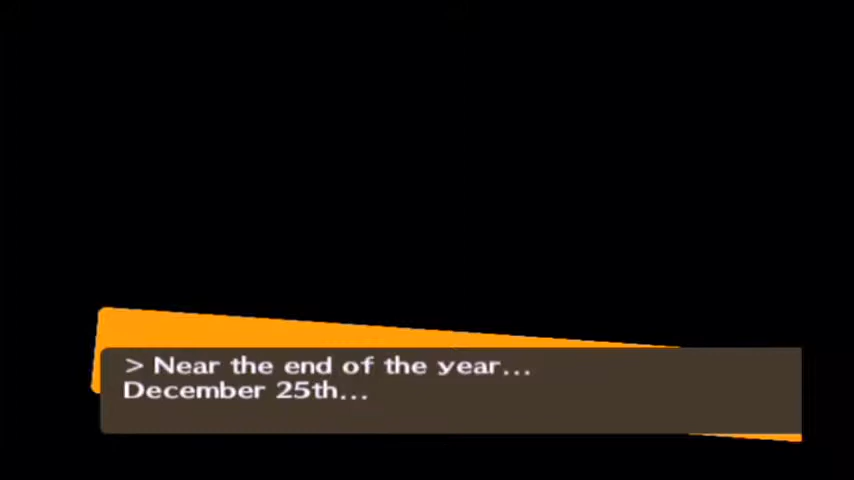 > Near the end of the year...
December 25th...